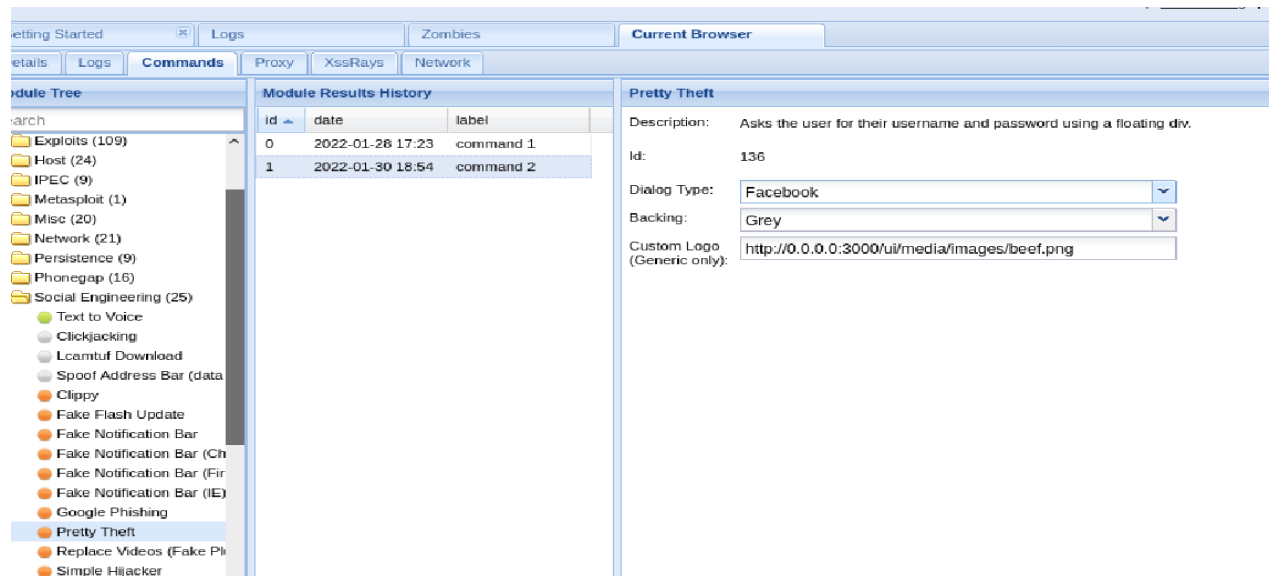 etting Started Logs Zombies Current Browser
etails Logs Commands Proxy XssRays Network
odule Tree
earch
Exploits (109)
Host (24)
IPEC (9)
Metasploit (1)
Misc (20)
Network (21)
Persistence (9)
Phonegap (16)
Social Engineering (25)
Text to Voice
Clickjacking
Lcamtuf Download
Spoof Address Bar (data
Clippy
Fake Flash Update
Fake Notification Bar
Fake Notification Bar (Ch
Fake Notification Bar (Fir
Fake Notification Bar (IE)
Google Phishing
Pretty Theft
Replace Videos (Fake Pl
Simple Hijacker
Module Results History
id date label
0 2022-01-28 17:23 command 1
1 2022-01-30 18:54 command 2
Pretty Theft
Description: Asks the user for their username and password using a floating div.
Id: 136
Dialog Type: Facebook
Backing: Grey
Custom Logo
(Generic only): http://0.0.0.0:3000/ui/media/images/beef.png